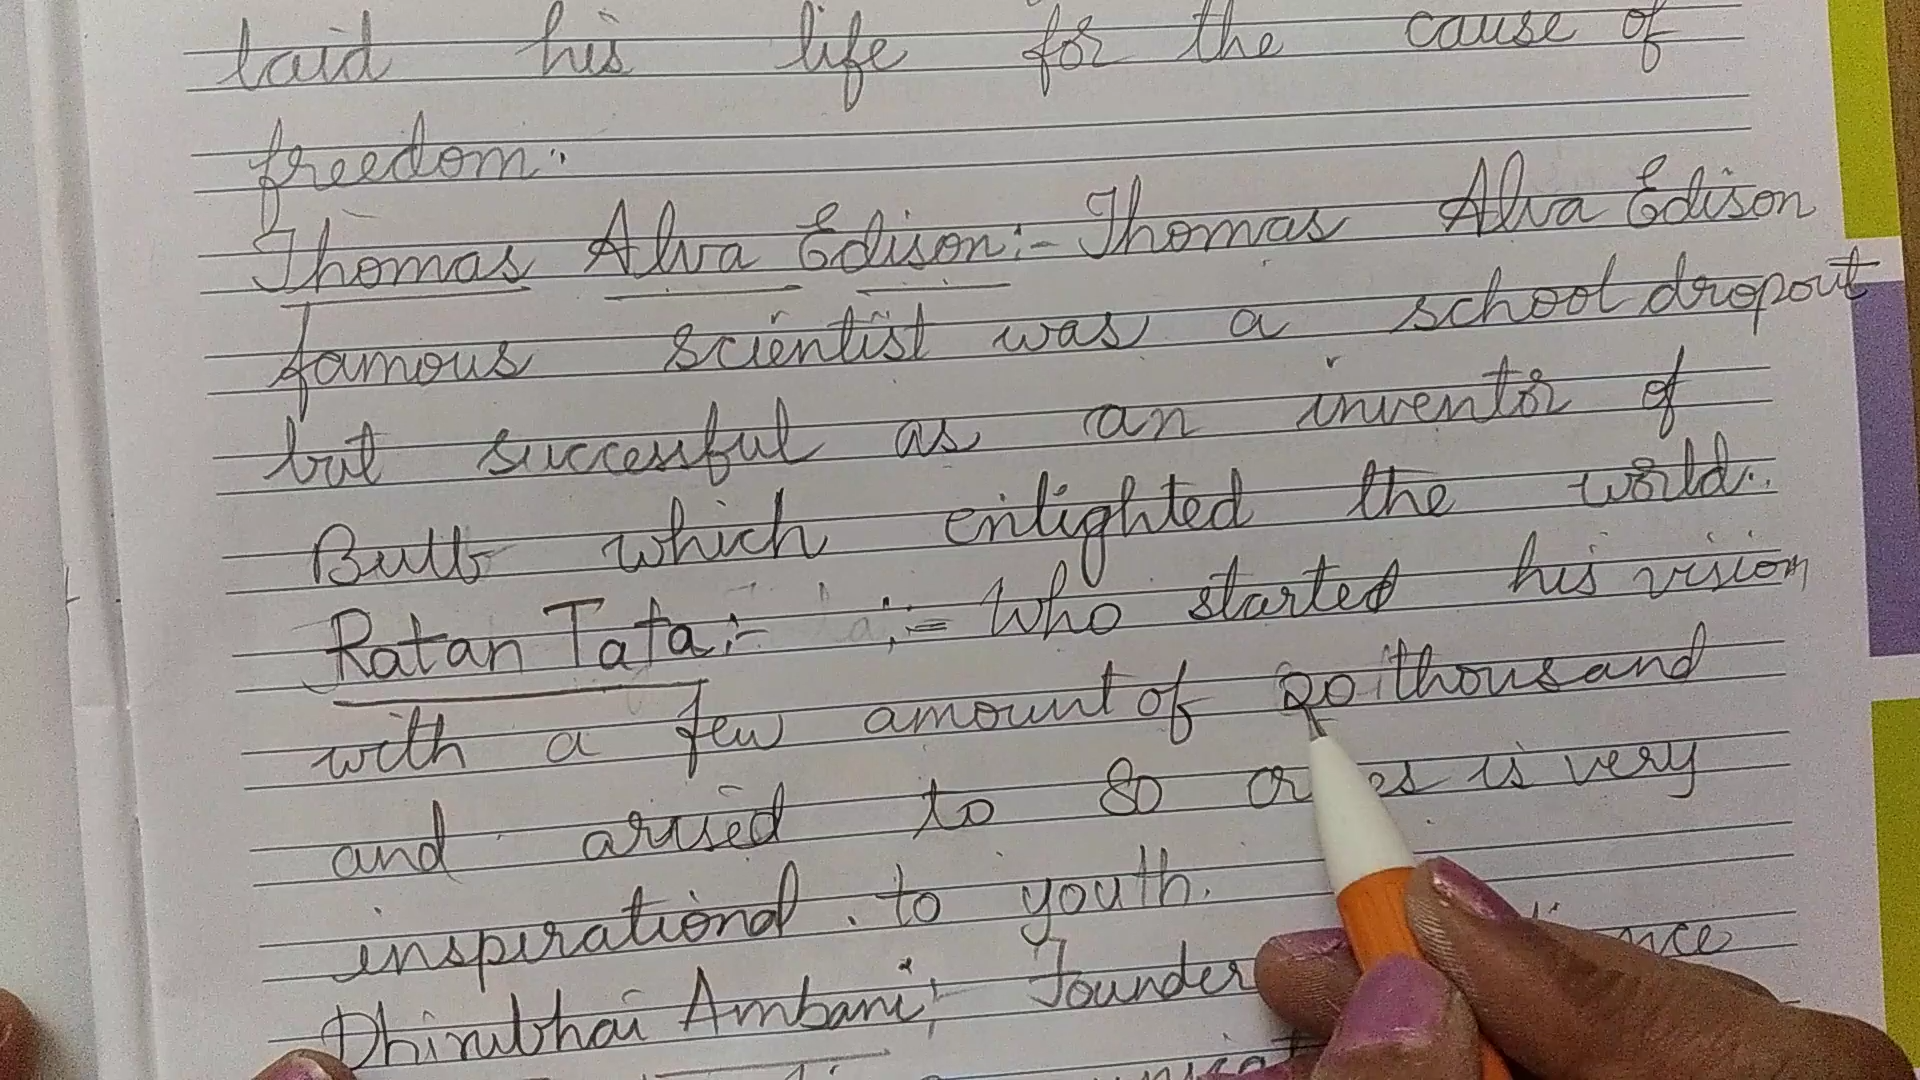 laid his life for the cause of
freedom.
Thomas Alva Edison:- Thomas Alva Edison
famous scientist was a school dropout
but successful as an inventor of
Bulb which enlighted the world.
Ratan Tata:- :- Who started his vision
with a few amount of 20 thousand
and arrised to 80 is very
inspirational to youth.
Dhirubhai Ambani:- Founder